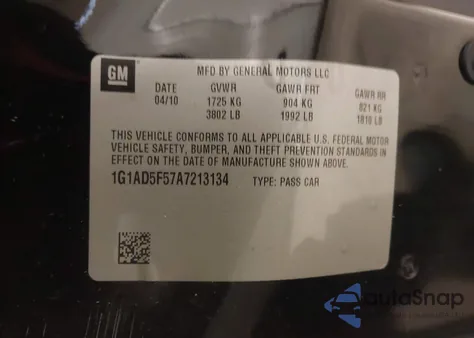 GM
MFD BY GENERAL MOTORS LLC
DATE GVWR GAWR FRT GAWR RR
04/10 1725 KG 904 KG 821 KG
3802 LB 1992 LB 1810 LB
THIS VEHICLE CONFORMS TO ALL APPLICABLE U.S. FEDERAL MOTOR
VEHICLE SAFETY, BUMPER, AND THEFT PREVENTION STANDARDS IN
EFFECT ON THE DATE OF MANUFACTURE SHOWN ABOVE.
1G1AD5F57A7213134 TYPE: PASS CAR
autoSnap